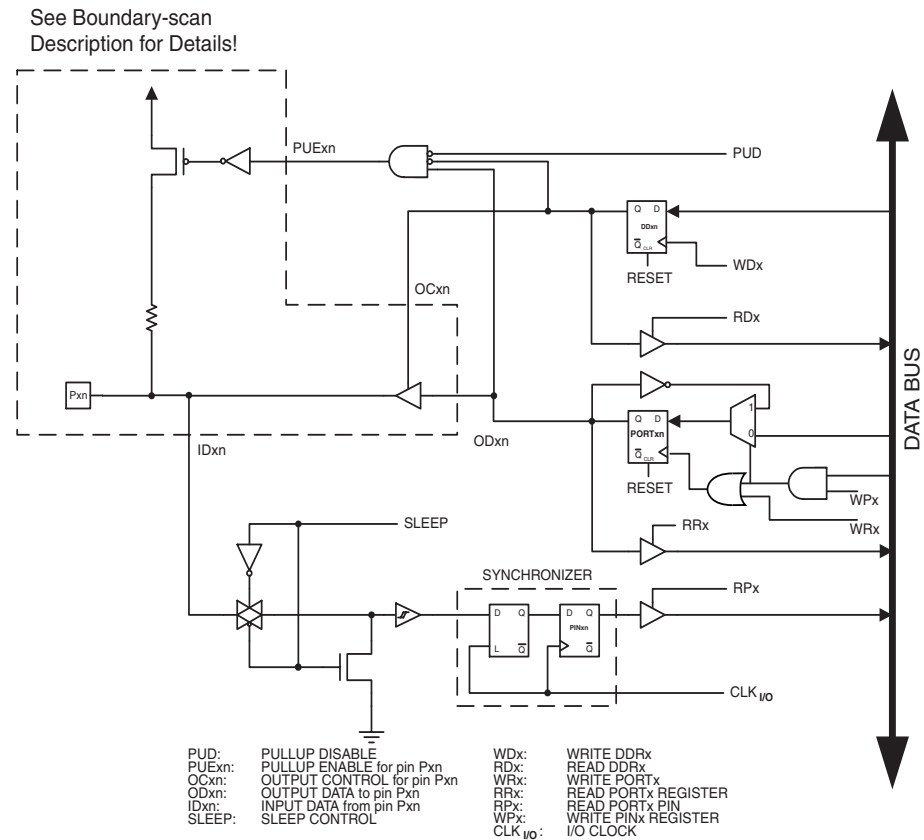 See Boundary-scan
Description for Details!
PUExn
PUD
Q D
DDxn
Q
CLR
WDx
RESET
OCxn
RDx
Pxn
1
Q D
ODxn
PORTxn
0
IDxn
Q
CLR
RESET
WPx
WRx
SLEEP
RRx
SYNCHRONIZER
RPx
D Q
D Q
PINxn
L Q
Q
CLK I/O
DATA BUS
PUD: PULLUP DISABLE
PUExn: PULLUP ENABLE for pin Pxn
OCxn: OUTPUT CONTROL for pin Pxn
ODxn: OUTPUT DATA to pin Pxn
IDxn: INPUT DATA from pin Pxn
SLEEP: SLEEP CONTROL
WDx: WRITE DDRx
RDx: READ DDRx
WRx: WRITE PORTx
RRx: READ PORTx REGISTER
RPx: READ PORTx PIN
WPx: WRITE PINx REGISTER
CLK I/O: I/O CLOCK